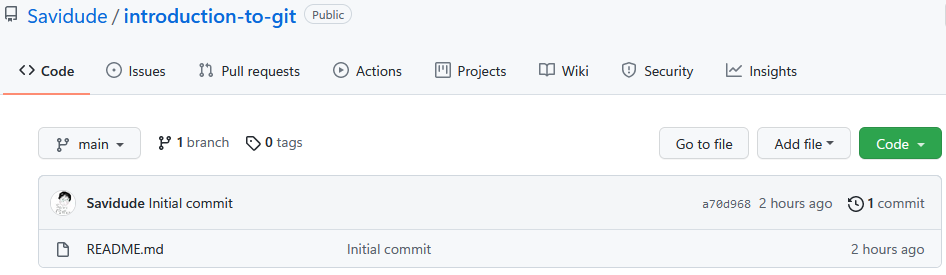 Savidude / introduction-to-git Public
Code Issues Pull requests Actions Projects Wiki Security Insights
main 1 branch 0 tags Go to file Add file Code
Savidude Initial commit a70d968 2 hours ago 1 commit
README.md Initial commit 2 hours ago